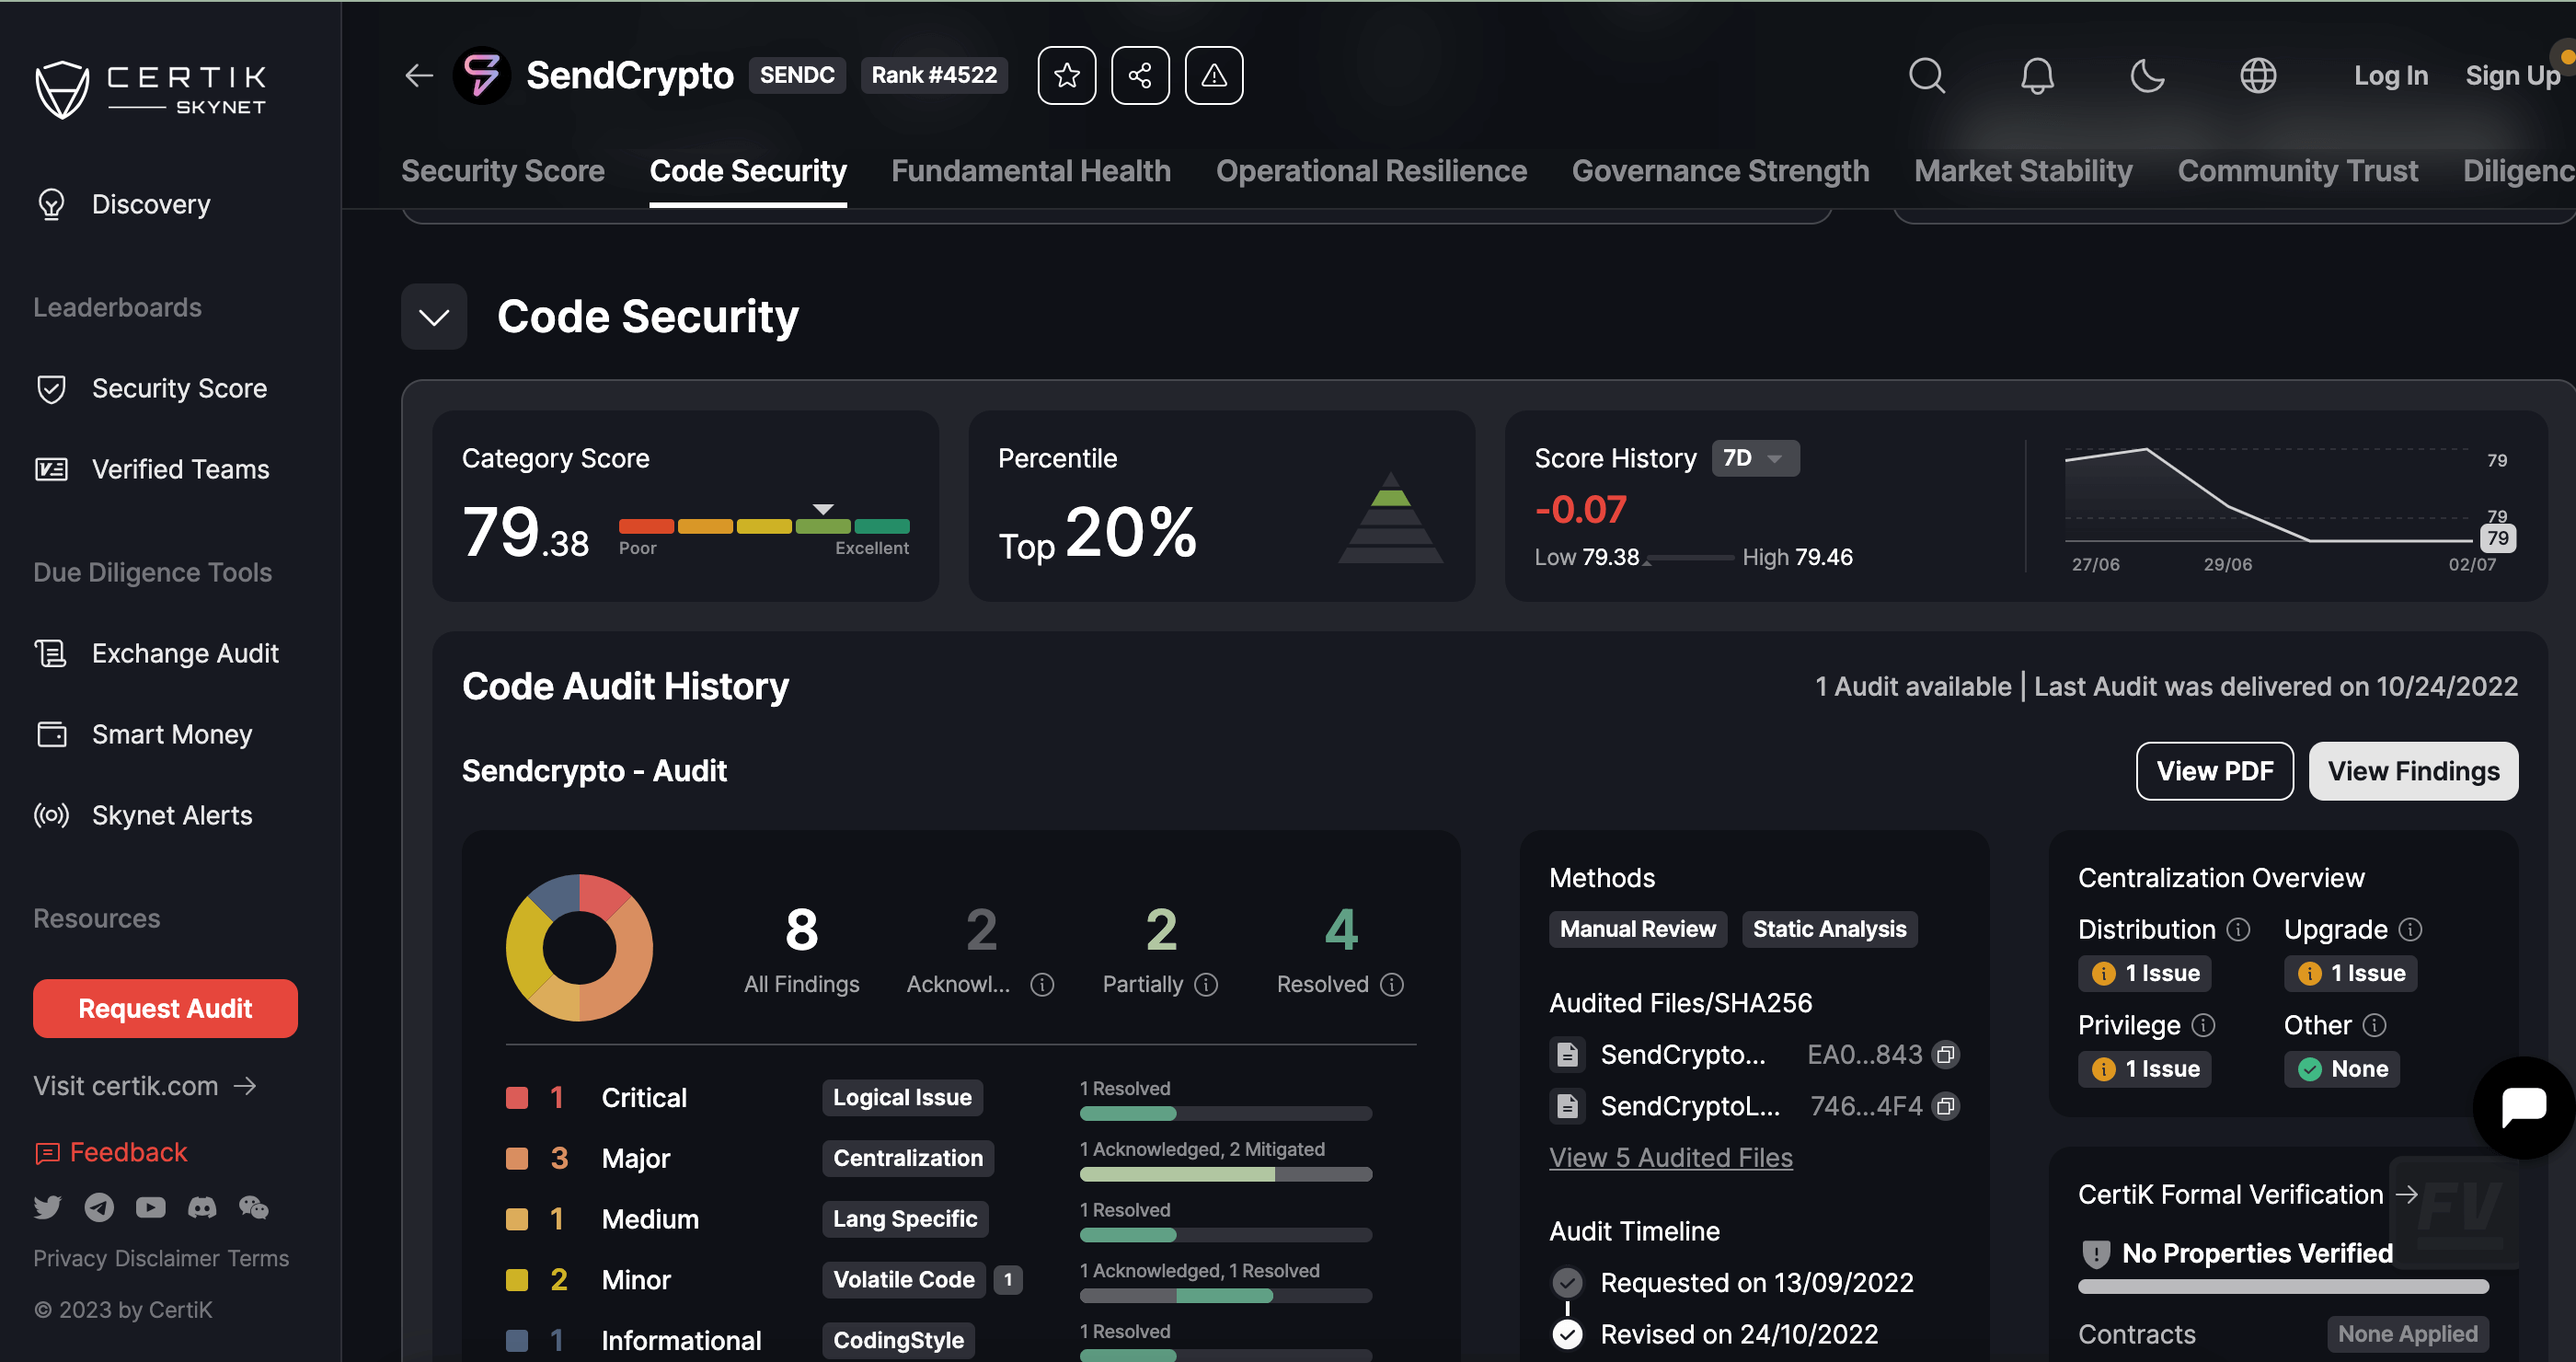 CERTIK
SKYNET
Discovery
Leaderboards
Security Score
Verified Teams
Due Diligence Tools
Exchange Audit
Smart Money
Skynet Alerts
Resources
Request Audit
Visit certik.com →
Feedback
Privacy Disclaimer Terms
© 2023 by CertiK
SendCrypto SENDC Rank #4522
Log In Sign Up
Security Score Code Security Fundamental Health Operational Resilience Governance Strength Market Stability Community Trust Diligenc
Code Security
Category Score
79.38
Poor Excellent
Percentile
Top 20%
Score History 7D
-0.07
Low 79.38 High 79.46
79
79
79
27/06 29/06 02/07
Code Audit History
1 Audit available | Last Audit was delivered on 10/24/2022
Sendcrypto - Audit
View PDF View Findings
8 2 2 4
All Findings Acknowl... Partially Resolved
1 Critical Logical Issue 1 Resolved
3 Major Centralization 1 Acknowledged, 2 Mitigated
1 Medium Lang Specific 1 Resolved
2 Minor Volatile Code 1 1 Acknowledged, 1 Resolved
1 Informational CodingStyle 1 Resolved
Methods
Manual Review Static Analysis
Audited Files/SHA256
SendCrypto... EA0...843
SendCryptoL... 746...4F4
View 5 Audited Files
Audit Timeline
Requested on 13/09/2022
Revised on 24/10/2022
Centralization Overview
Distribution Upgrade
1 Issue 1 Issue
Privilege Other
1 Issue None
CertiK Formal Verification →
FV
No Properties Verified
Contracts None Applied